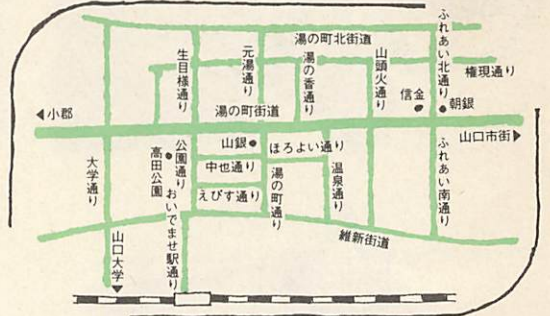 湯の町北街道
ふれあい北通り
生目様通り
元湯通り
湯の香通り
山頭火通り
権現通り
信金
朝銀
◀小郡
湯の町街道
山口市街▶
大学通り
高田公園
公園通り
山銀
ほろよい通り
中也通り
えびす通り
湯の町通り
温泉通り
ふれあい南通り
おいでませ駅通り
維新街道
山口大学▼